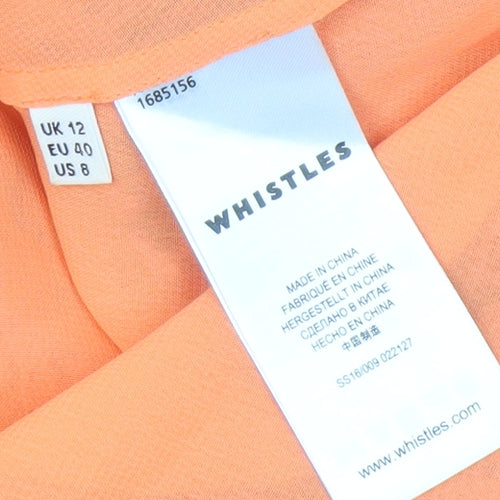 UK 12
EU 40
US 8
1685156
WHISTLES
MADE IN CHINA
FABRIQUÉ EN CHINE
HERGESTELLT IN CHINA
СДЕЛАНО В КИТАЕ
HECHO EN CHINA
中国制造
SS16/009 022127
www.whistles.com